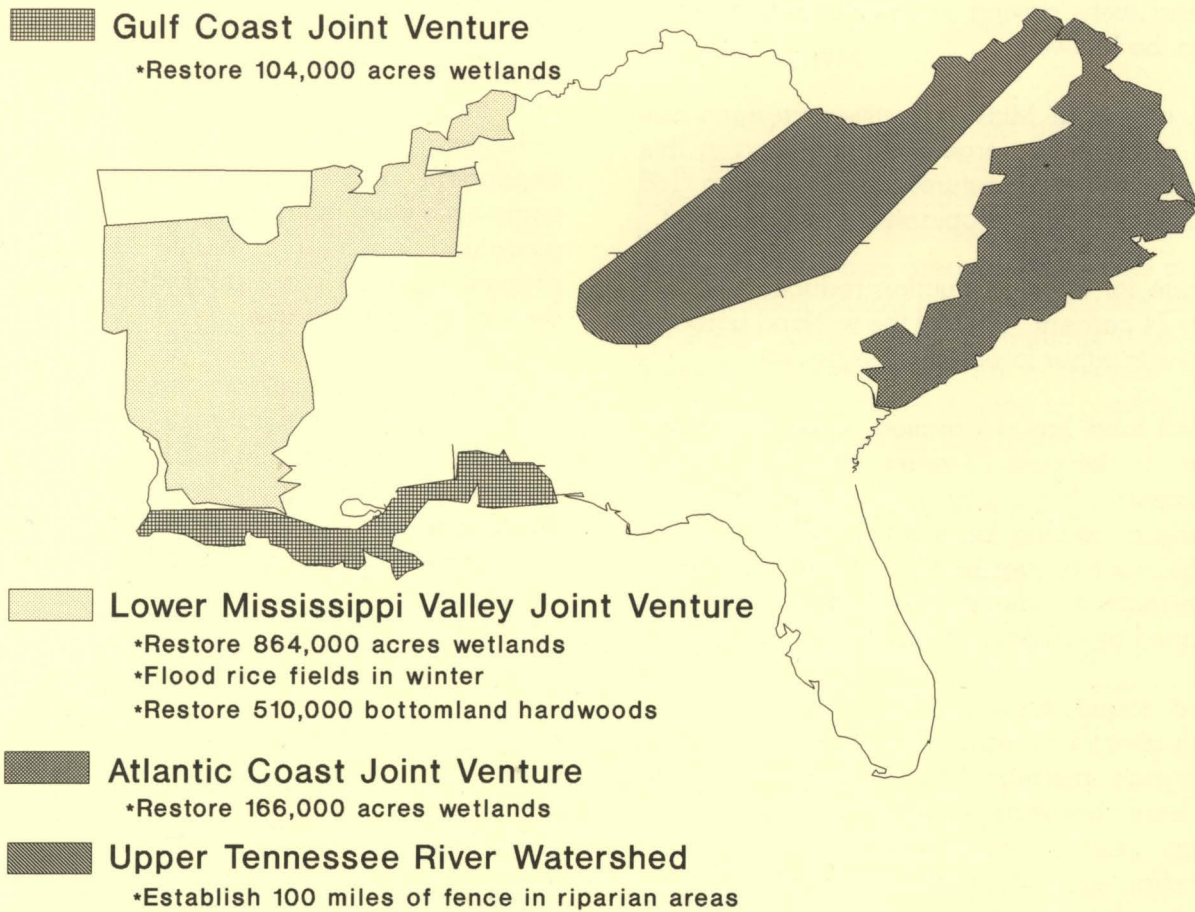 Gulf Coast Joint Venture
*Restore 104,000 acres wetlands
Lower Mississippi Valley Joint Venture
*Restore 864,000 acres wetlands
*Flood rice fields in winter
*Restore 510,000 bottomland hardwoods
Atlantic Coast Joint Venture
*Restore 166,000 acres wetlands
Upper Tennessee River Watershed
*Establish 100 miles of fence in riparian areas